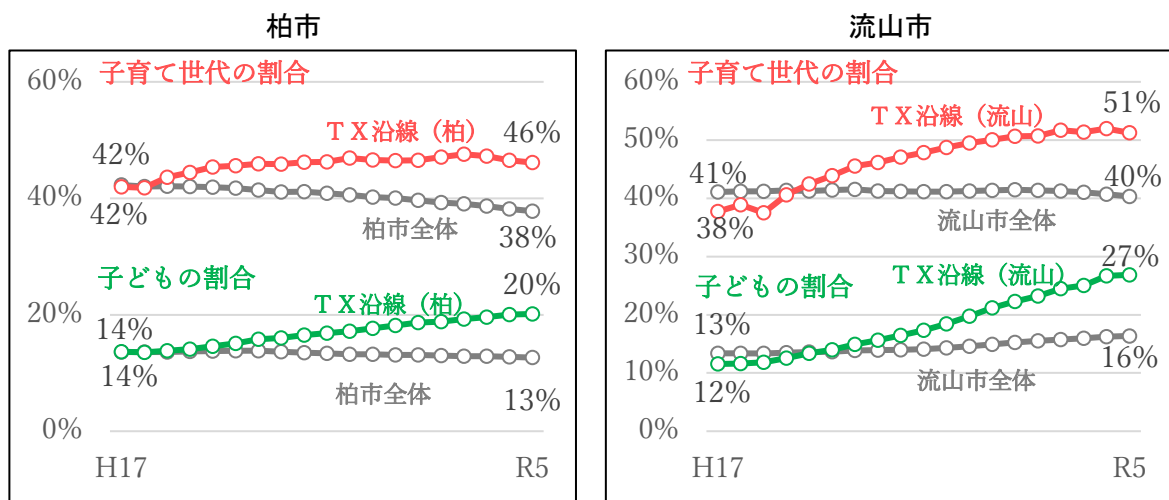 柏市
60%
子育て世代の割合
TX沿線（柏）
46%
42%
40%
42%
柏市全体
38%
子どもの割合
TX沿線（柏）
20%
20%
14%
14%
柏市全体
13%
0%
H17
R5
流山市
60%
子育て世代の割合
51%
TX沿線（流山）
50%
41%
40%
40%
38%
流山市全体
30%
27%
子どもの割合
TX沿線（流山）
20%
13%
16%
10%
12%
流山市全体
0%
H17
R5